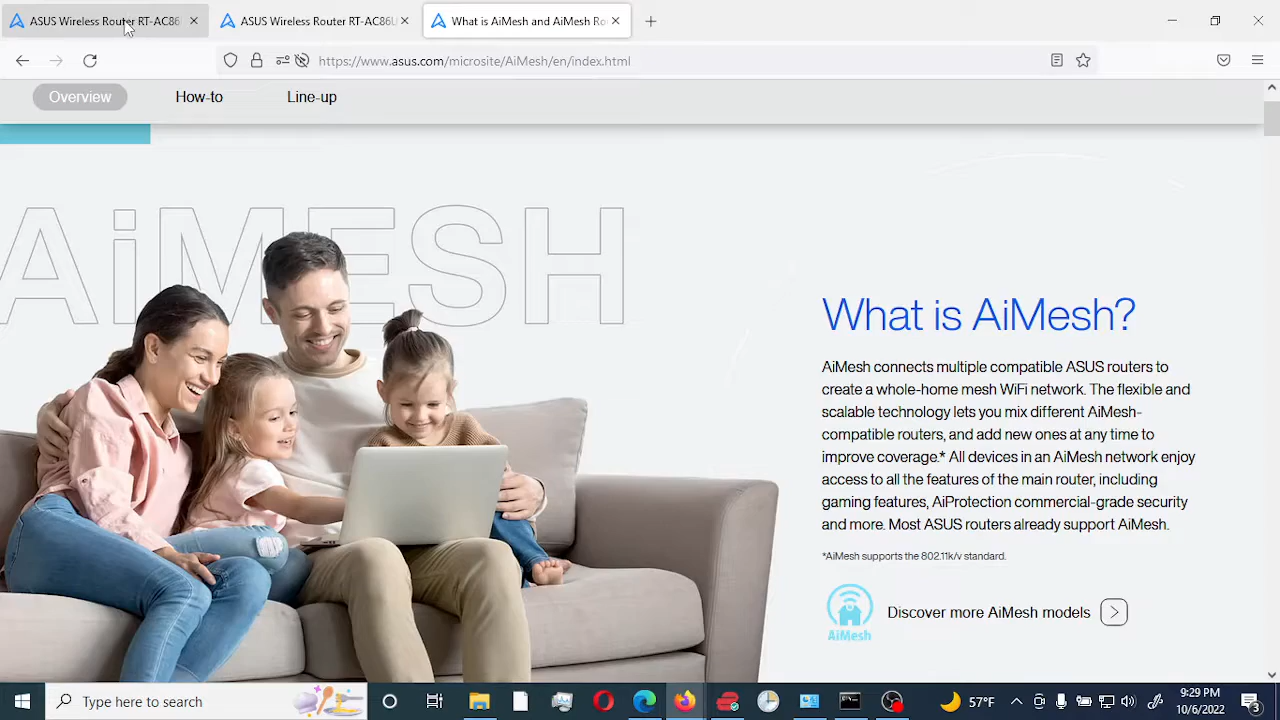 ASUS Wireless Router RT-AC86
ASUS Wireless Router RT-AC86U
What is AiMesh and AiMesh Ro
https://www.asus.com/microsite/AiMesh/en/index.html
Overview
How-to
Line-up
AiMESH
What is AiMesh?
AiMesh connects multiple compatible ASUS routers to
create a whole-home mesh WiFi network. The flexible and
scalable technology lets you mix different AiMesh-
compatible routers, and add new ones at any time to
improve coverage.* All devices in an AiMesh network enjoy
access to all the features of the main router, including
gaming features, AiProtection commercial-grade security
and more. Most ASUS routers already support AiMesh.
*AiMesh supports the 802.11k/v standard.
AiMesh
Discover more AiMesh models
Type here to search
57°F
9:29 PM
10/6/2022
3